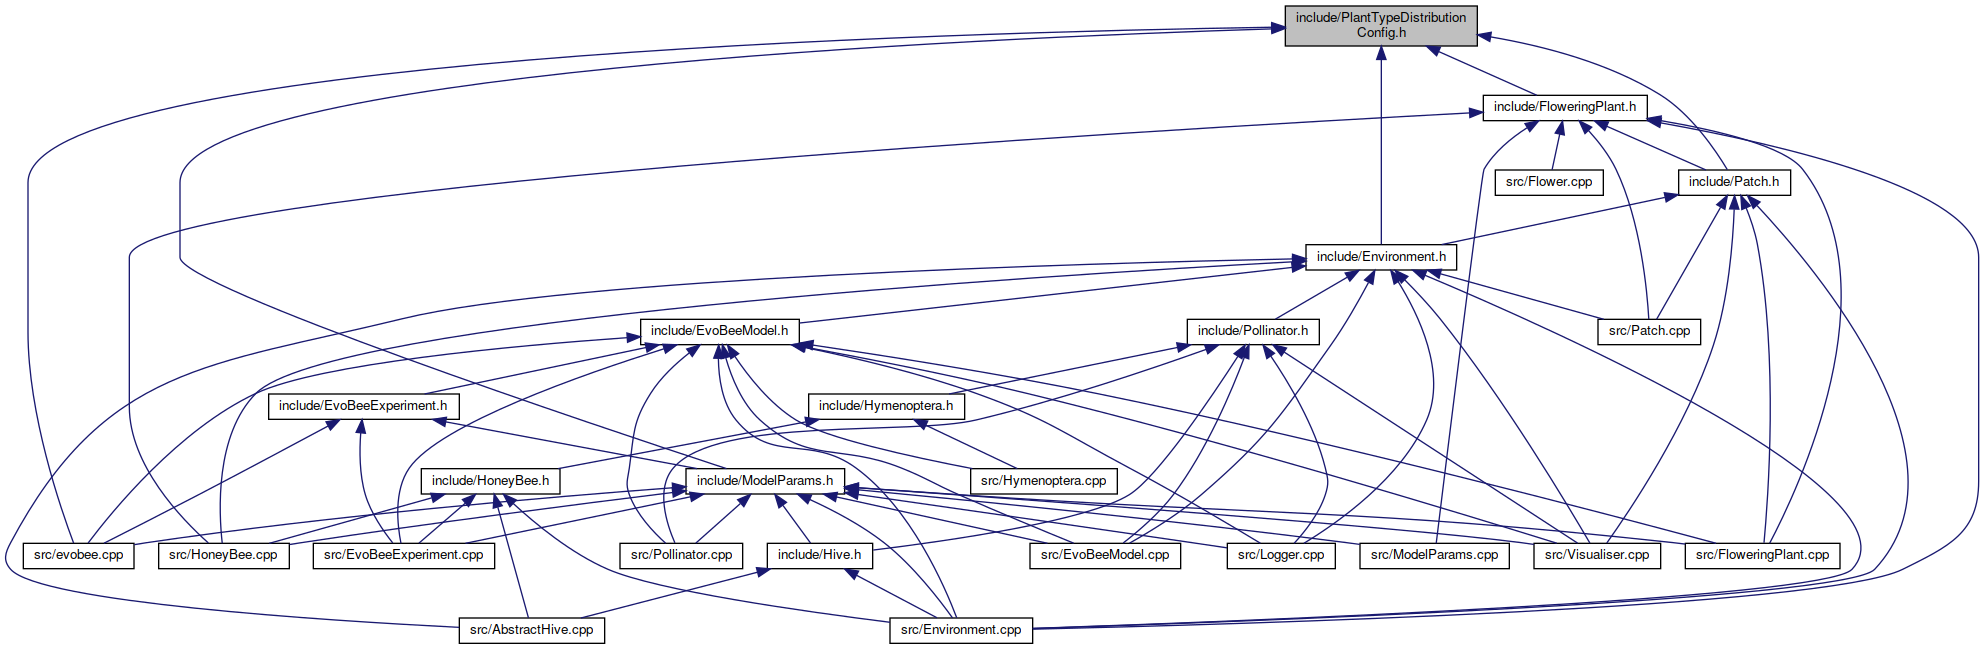 include/PlantTypeDistribution
Config.h
include/FloweringPlant.h
src/Flower.cpp
include/Patch.h
include/Environment.h
include/EvoBeeModel.h
include/Pollinator.h
src/Patch.cpp
include/EvoBeeExperiment.h
include/Hymenoptera.h
include/HoneyBee.h
include/ModelParams.h
src/Hymenoptera.cpp
src/evobee.cpp
src/HoneyBee.cpp
src/EvoBeeExperiment.cpp
src/Pollinator.cpp
include/Hive.h
src/EvoBeeModel.cpp
src/Logger.cpp
src/ModelParams.cpp
src/Visualiser.cpp
src/FloweringPlant.cpp
src/AbstractHive.cpp
src/Environment.cpp